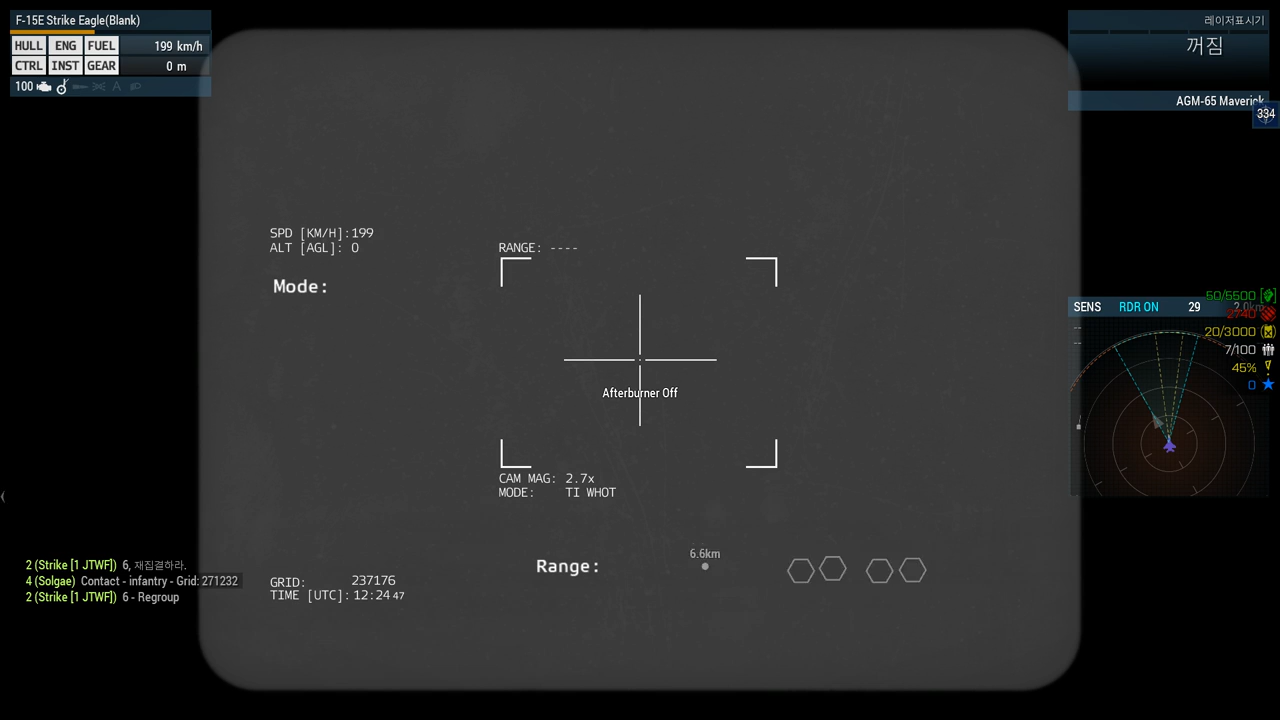 F-15E Strike Eagle(Blank)
HULL ENG FUEL 199 km/h
CTRL INST GEAR 0 m
100 A
레이저표시기
꺼짐
AGM-65 Maverick
334
SPD [KM/H]: 199
ALT [AGL]: 0
RANGE: ----
Mode:
Afterburner Off
SENS RDR ON 29 2.0km
50/5500
2740
20/3000
7/100
45%
0
CAM MAG: 2.7x
MODE: TI WHOT
Range:
6.6km
2 (Strike [1 JTWF]) 6, 재집결하라.
4 (Solgae) Contact - infantry - Grid: 271232
2 (Strike [1 JTWF]) 6 - Regroup
GRID: 237176
TIME [UTC]: 12:24 47